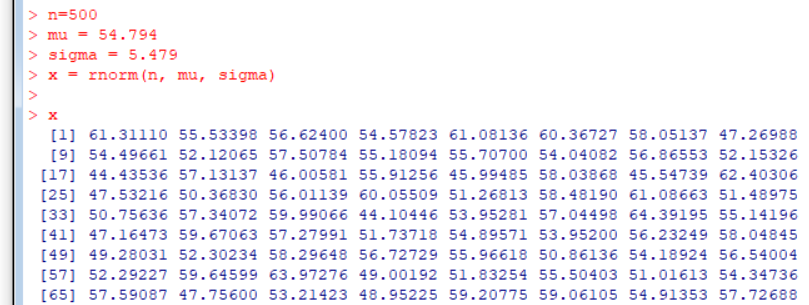 > n=500
> mu = 54.794
> sigma = 5.479
> x = rnorm(n, mu, sigma)
>
> x
[1] 61.31110 55.53398 56.62400 54.57823 61.08136 60.36727 58.05137 47.26988
[9] 54.49661 52.12065 57.50784 55.18094 55.70700 54.04082 56.86553 52.15326
[17] 44.43536 57.13137 46.00581 55.91256 45.99485 58.03868 45.54739 62.40306
[25] 47.53216 50.36830 56.01139 60.05509 51.26813 58.48190 61.08663 51.48975
[33] 50.75636 57.34072 59.99066 44.10446 53.95281 57.04498 64.39195 55.14196
[41] 47.16473 59.67063 57.27991 51.73718 54.89571 53.95200 56.23249 58.04845
[49] 49.28031 52.30234 58.29648 56.72729 55.96618 50.86136 54.18924 56.54004
[57] 52.29227 59.64599 63.97276 49.00192 51.83254 55.50403 51.01613 54.34736
[65] 57.59087 47.75600 53.21423 48.95225 59.20775 59.06105 54.91353 57.72688